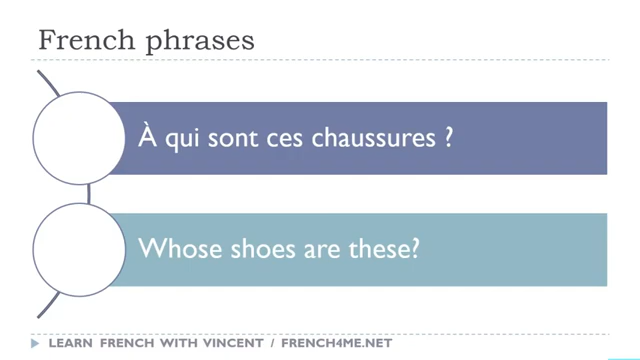 French phrases
À qui sont ces chaussures ?
Whose shoes are these?
LEARN FRENCH WITH VINCENT / FRENCH4ME.NET